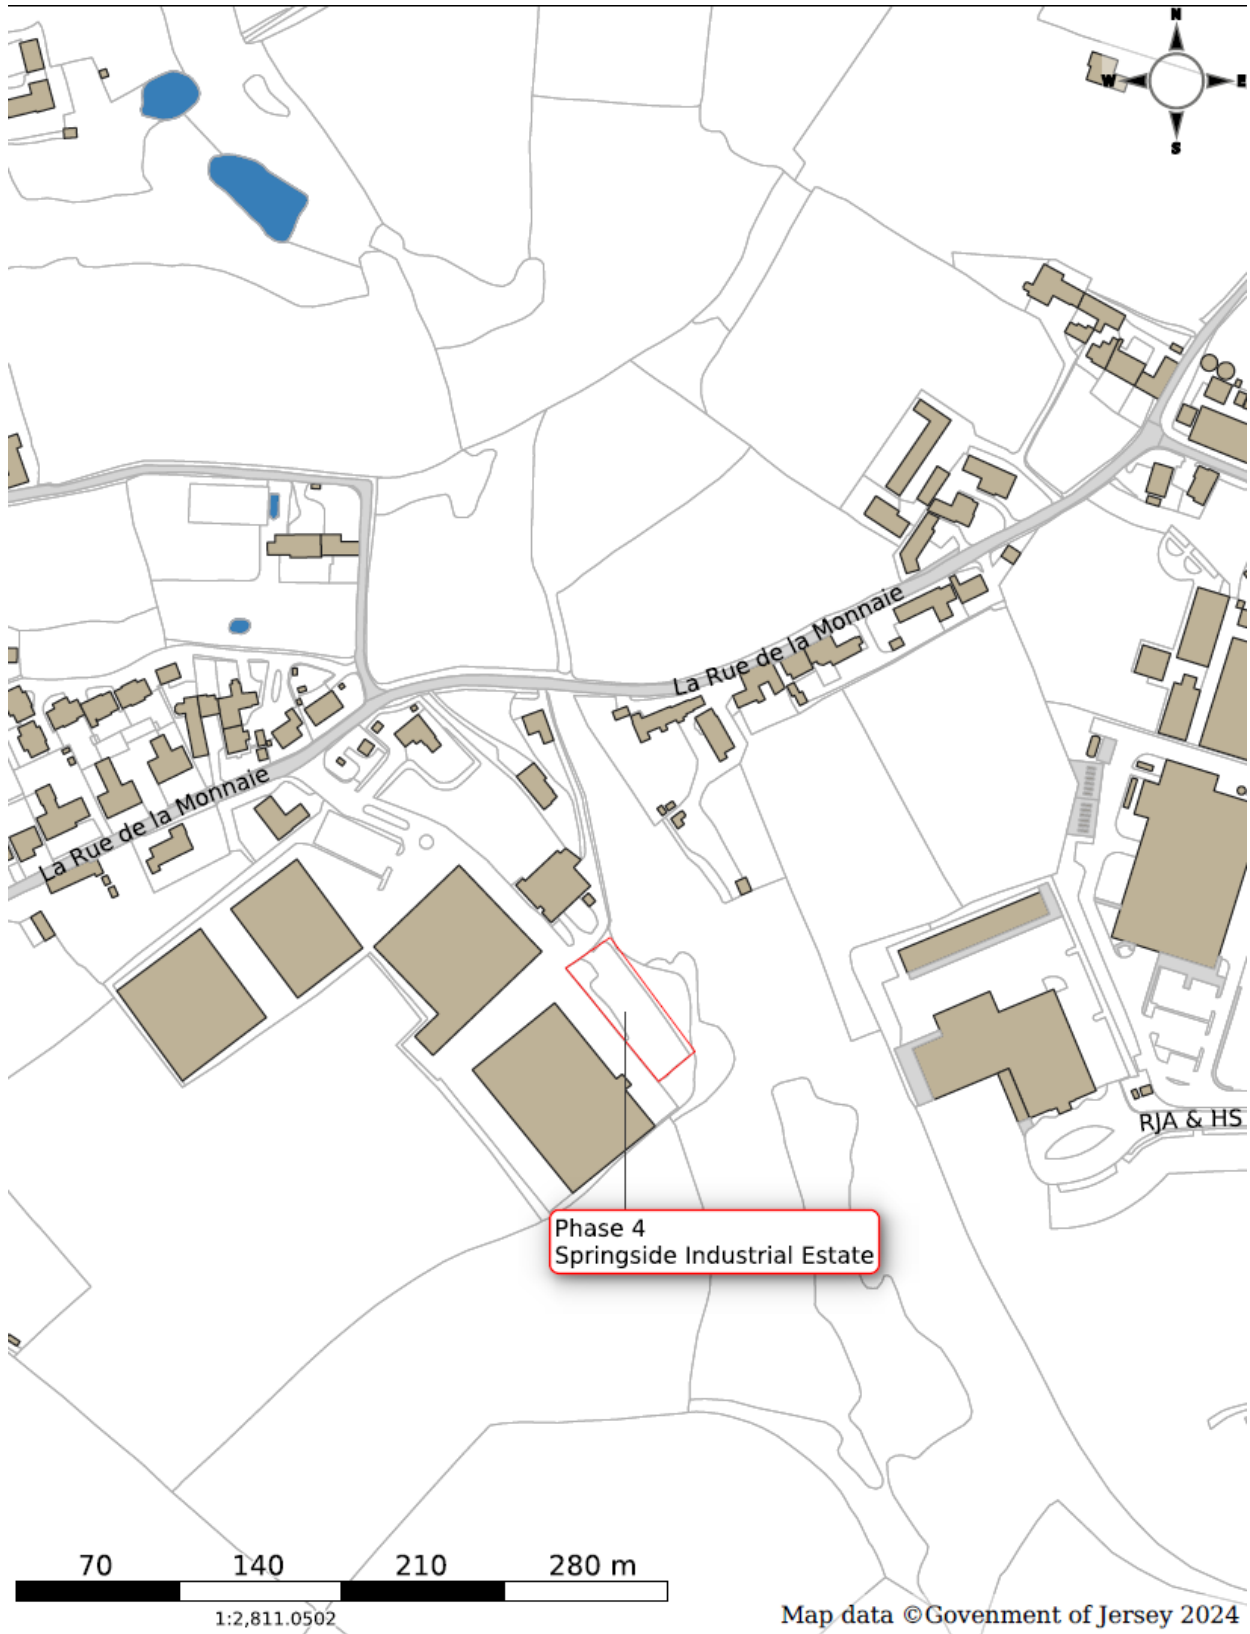 N
W
E
S
La Rue de la Monnaie
La Rue de la Monnaie
RJA & HS
Phase 4
Springside Industrial Estate
70 140 210 280 m
1:2,811.0502
Map data ©Govenment of Jersey 2024